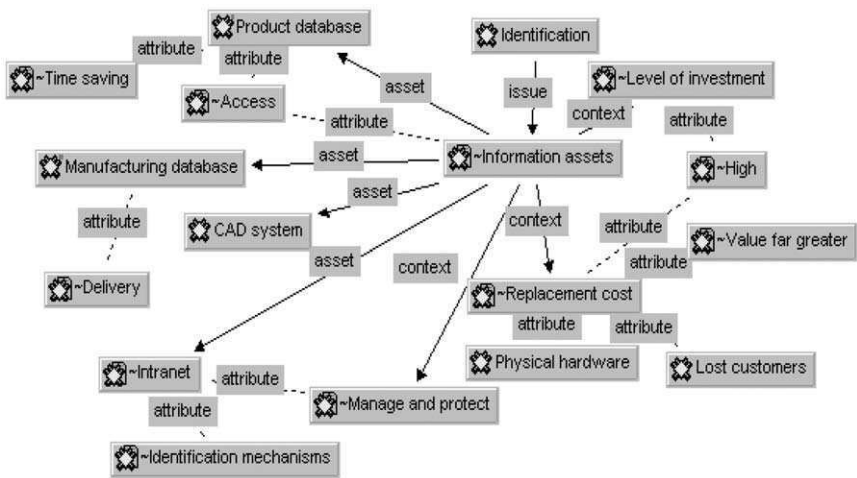 Product database
Identification
attribute
attribute
~Time saving
~Level of investment
asset
issue
context
~Access
attribute
attribute
asset
~Information assets
Manufacturing database
~High
asset
attribute
CAD system
context
attribute
~Value far greater
asset
context
attribute
~Delivery
~Replacement cost
attribute
attribute
~Intranet
attribute
Physical hardware
Lost customers
~Manage and protect
attribute
~Identification mechanisms